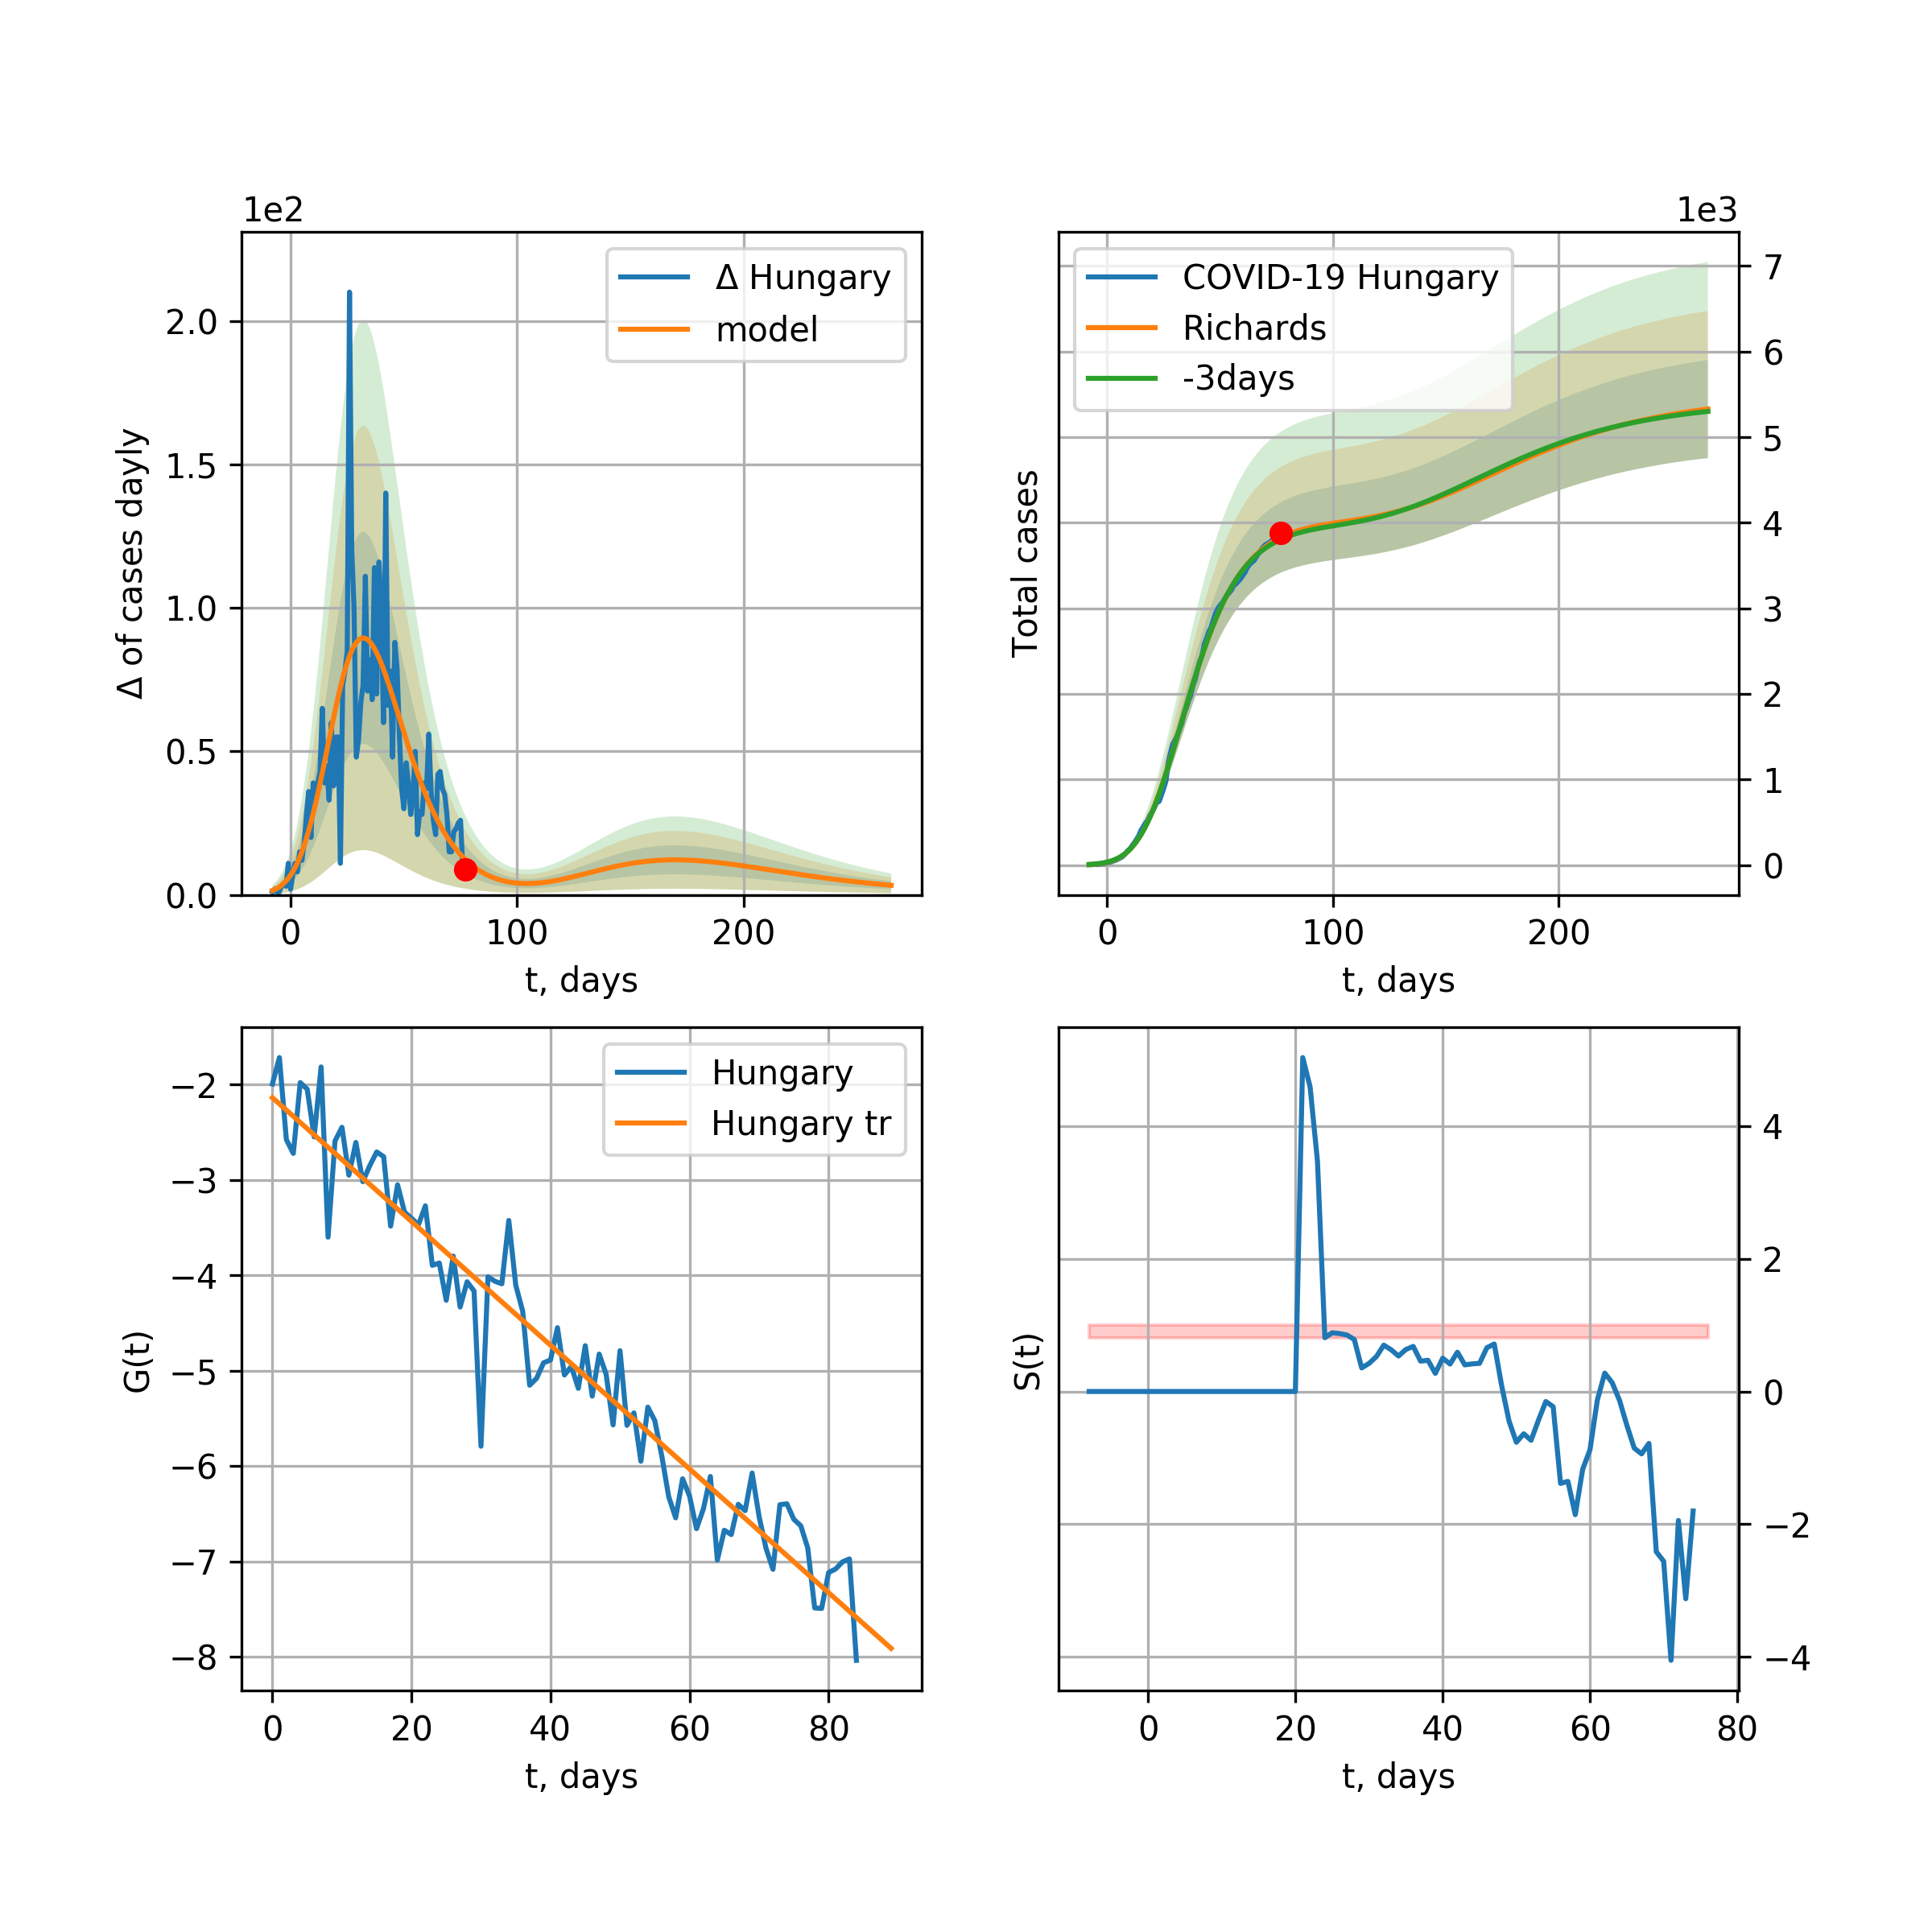 1e2
Δ of cases dayly
2.0
1.5
1.0
0.5
0.0
0 100 200
t, days
Δ Hungary
model
1e3
Total cases
COVID-19 Hungary
Richards
-3days
7
6
5
4
3
2
1
0
0 100 200
t, days
G(t)
−2
−3
−4
−5
−6
−7
−8
0 20 40 60 80
t, days
Hungary
Hungary tr
S(t)
4
2
0
−2
−4
0 20 40 60 80
t, days